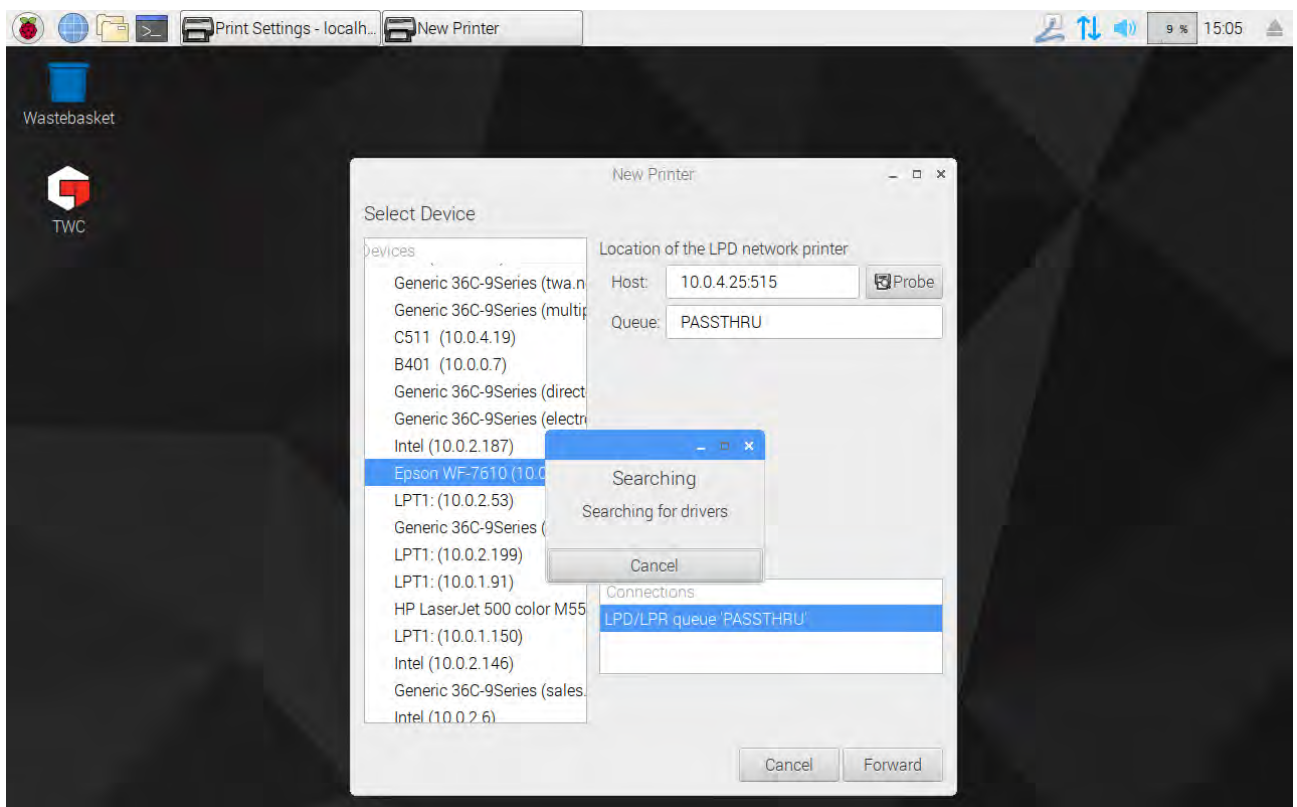 Print Settings - localh...
New Printer
9 %
15:05
Wastebasket
TWC
New Printer
Select Device
Devices
Generic 36C-9Series (twa.n
Generic 36C-9Series (multip
C511 (10.0.4.19)
B401 (10.0.0.7)
Generic 36C-9Series (direct
Generic 36C-9Series (electr
Intel (10.0.2.187)
Epson WF-7610 (10.0
LPT1: (10.0.2.53)
Generic 36C-9Series (
LPT1: (10.0.2.199)
LPT1: (10.0.1.91)
HP LaserJet 500 color M55
LPT1: (10.0.1.150)
Intel (10.0.2.146)
Generic 36C-9Series (sales.
Intel (10.0.2.6)
Location of the LPD network printer
Host: 10.0.4.25:515 Probe
Queue: PASSTHRU
Searching
Searching for drivers
Cancel
Connections
LPD/LPR queue 'PASSTHRU'
Cancel Forward